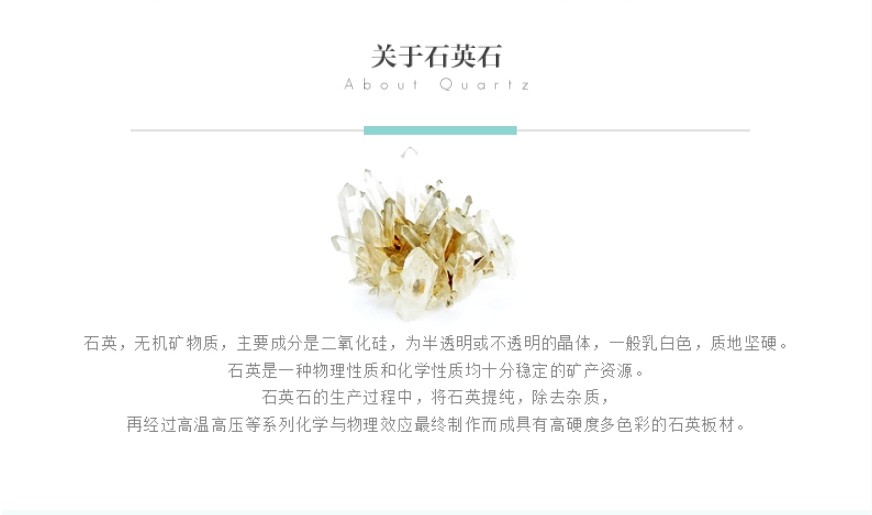 关于石英石
About Quartz
石英，无机矿物质，主要成分是二氧化硅，为半透明或不透明的晶体，一般乳白色，质地坚硬。
石英是一种物理性质和化学性质均十分稳定的矿产资源。
石英石的生产过程中，将石英提纯，除去杂质，
再经过高温高压等系列化学与物理效应最终制作而成具有高硬度多色彩的石英板材。